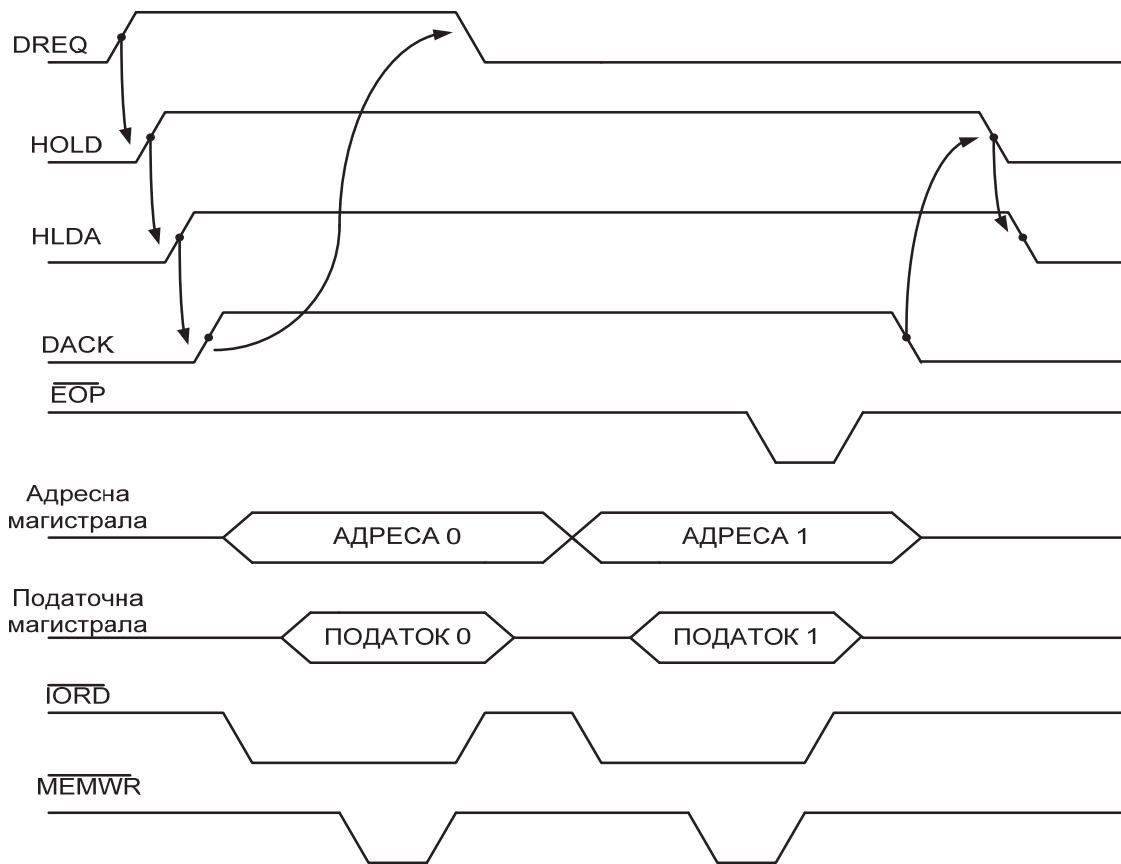 DREQ
HOLD
HLDA
DACK
EOP
Адресна
магистрала
АДРЕСА 0
АДРЕСА 1
Податочна
магистрала
ПОДАТОК 0
ПОДАТОК 1
IORD
MEMWR